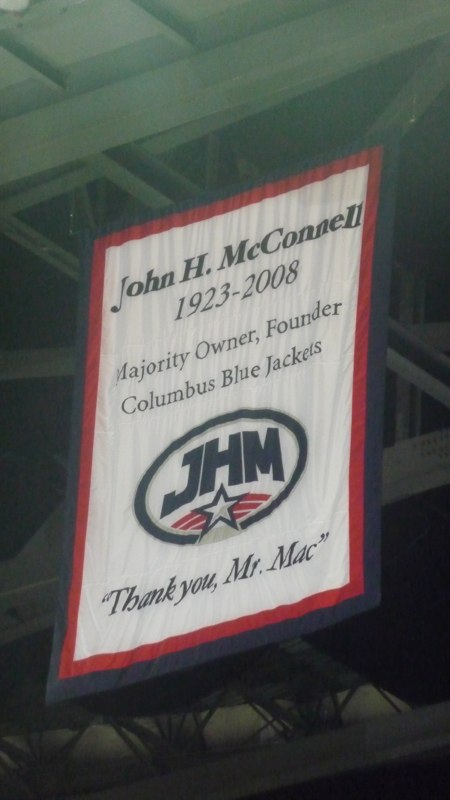 John H. McConnell
1923-2008
Majority Owner, Founder
Columbus Blue Jackets
JHM
"Thank you, Mr. Mac"